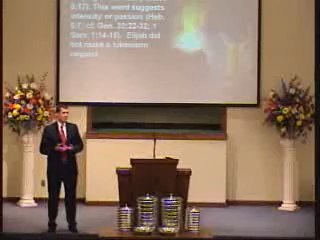 5:17). This word suggests
intensity or passion (Heb.
5:7; cf. Gen. 32:22-32; 1
Sam. 1:14-15). Elijah did
not make a lukewarm
request